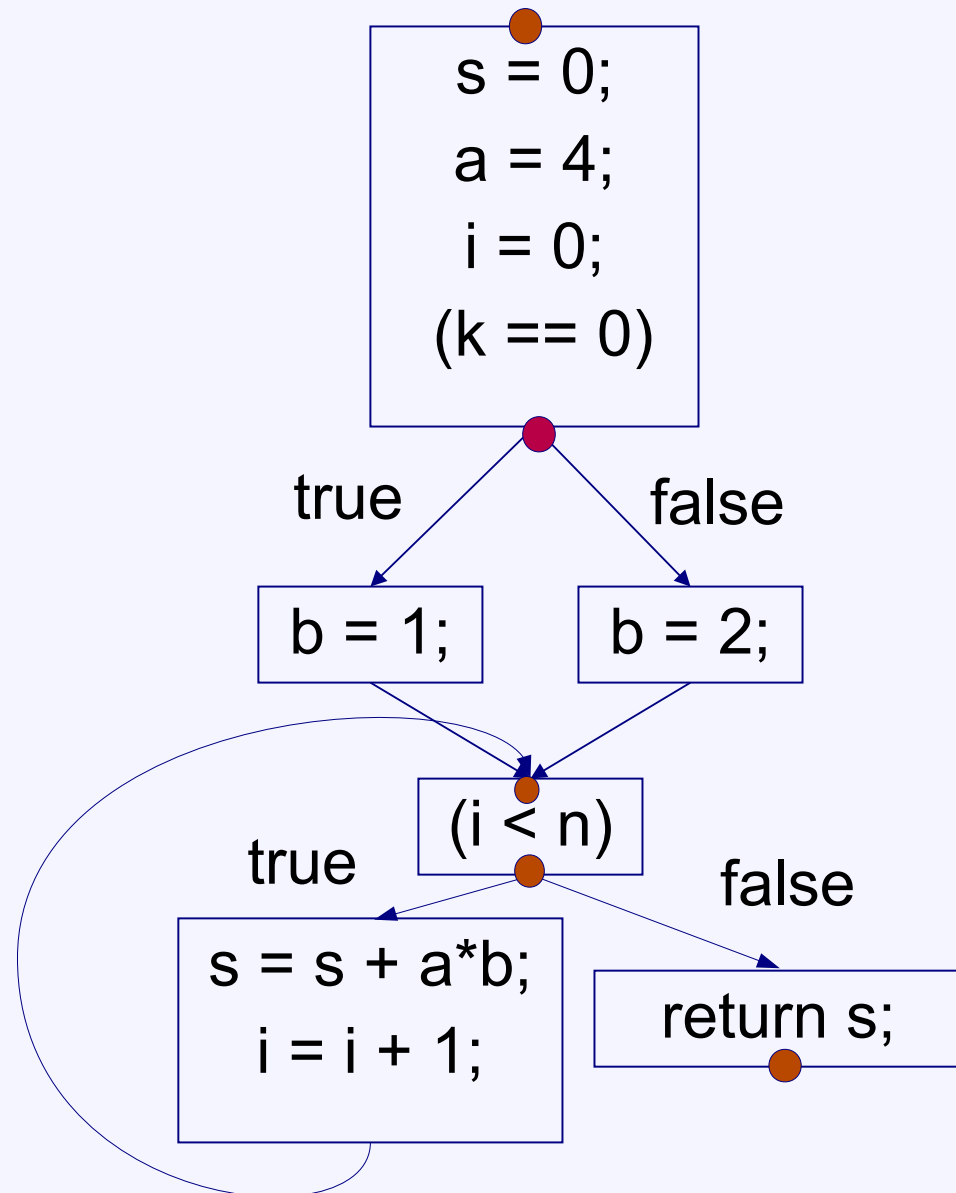 s = 0;
a = 4;
i = 0;
(k == 0)
true
false
b = 1;
b = 2;
(i < n)
true
false
s = s + a*b;
i = i + 1;
return s;